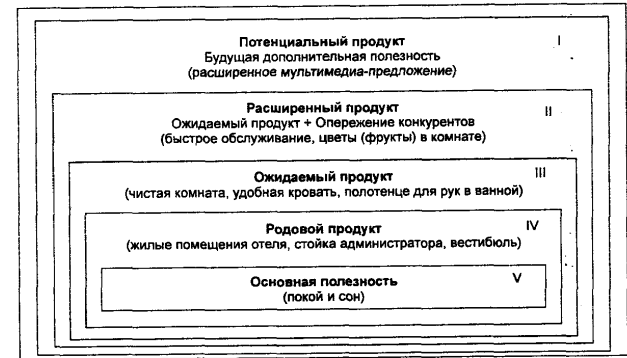 Потенциальный продукт I
Будущая дополнительная полезность
(расширенное мультимедиа-предложение)
Расширенный продукт II
Ожидаемый продукт + Опережение конкурентов
(быстрое обслуживание, цветы (фрукты) в комнате)
Ожидаемый продукт III
(чистая комната, удобная кровать, полотенце для рук в ванной)
Родовой продукт IV
(жилые помещения отеля, стойка администратора, вестибюль)
Основная полезность V
(покой и сон)